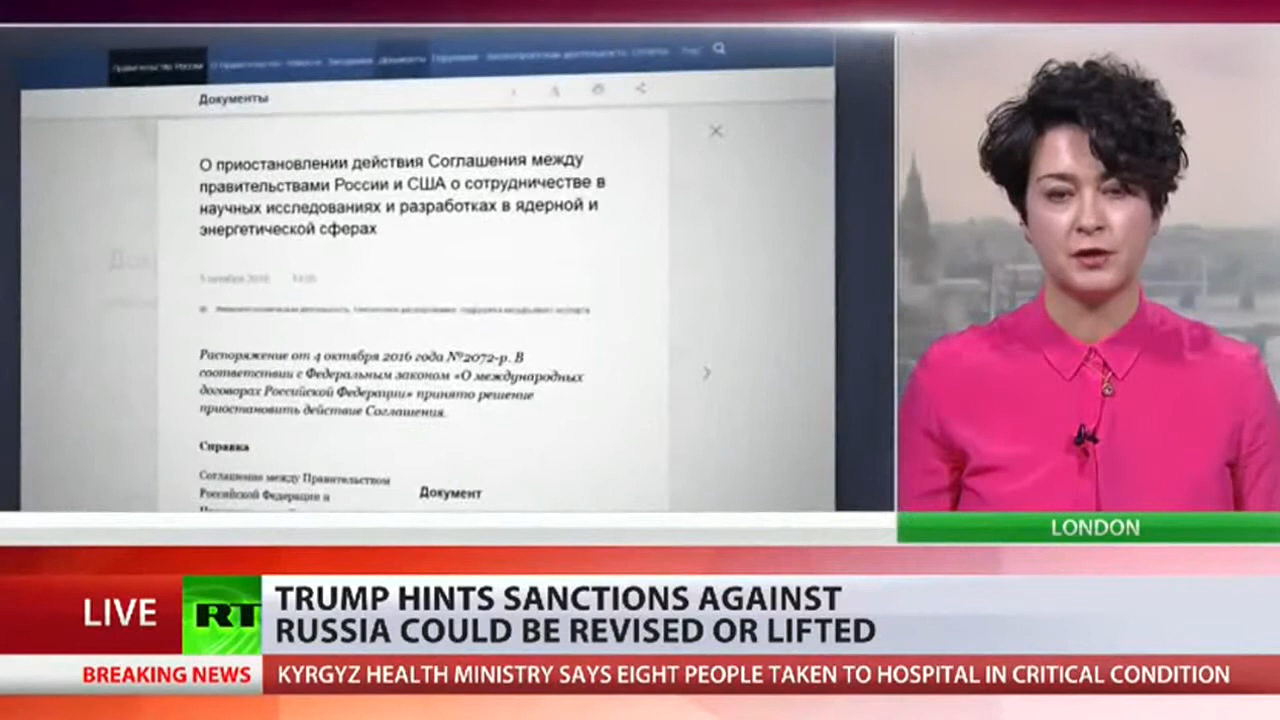 Правительство России
Документы
О приостановлении действия Соглашения между
правительствами России и США о сотрудничестве в
научных исследованиях и разработках в ядерной и
энергетической сферах
Распоряжение от 4 октября 2016 года №2072-р. В
соответствии с Федеральным законом «О международных
договорах Российской Федерации» принято решение
приостановить действие Соглашения.
Справка
Соглашение между Правительством
Российской Федерации и
Документ
LONDON
LIVE
RT
TRUMP HINTS SANCTIONS AGAINST
RUSSIA COULD BE REVISED OR LIFTED
BREAKING NEWS
KYRGYZ HEALTH MINISTRY SAYS EIGHT PEOPLE TAKEN TO HOSPITAL IN CRITICAL CONDITION